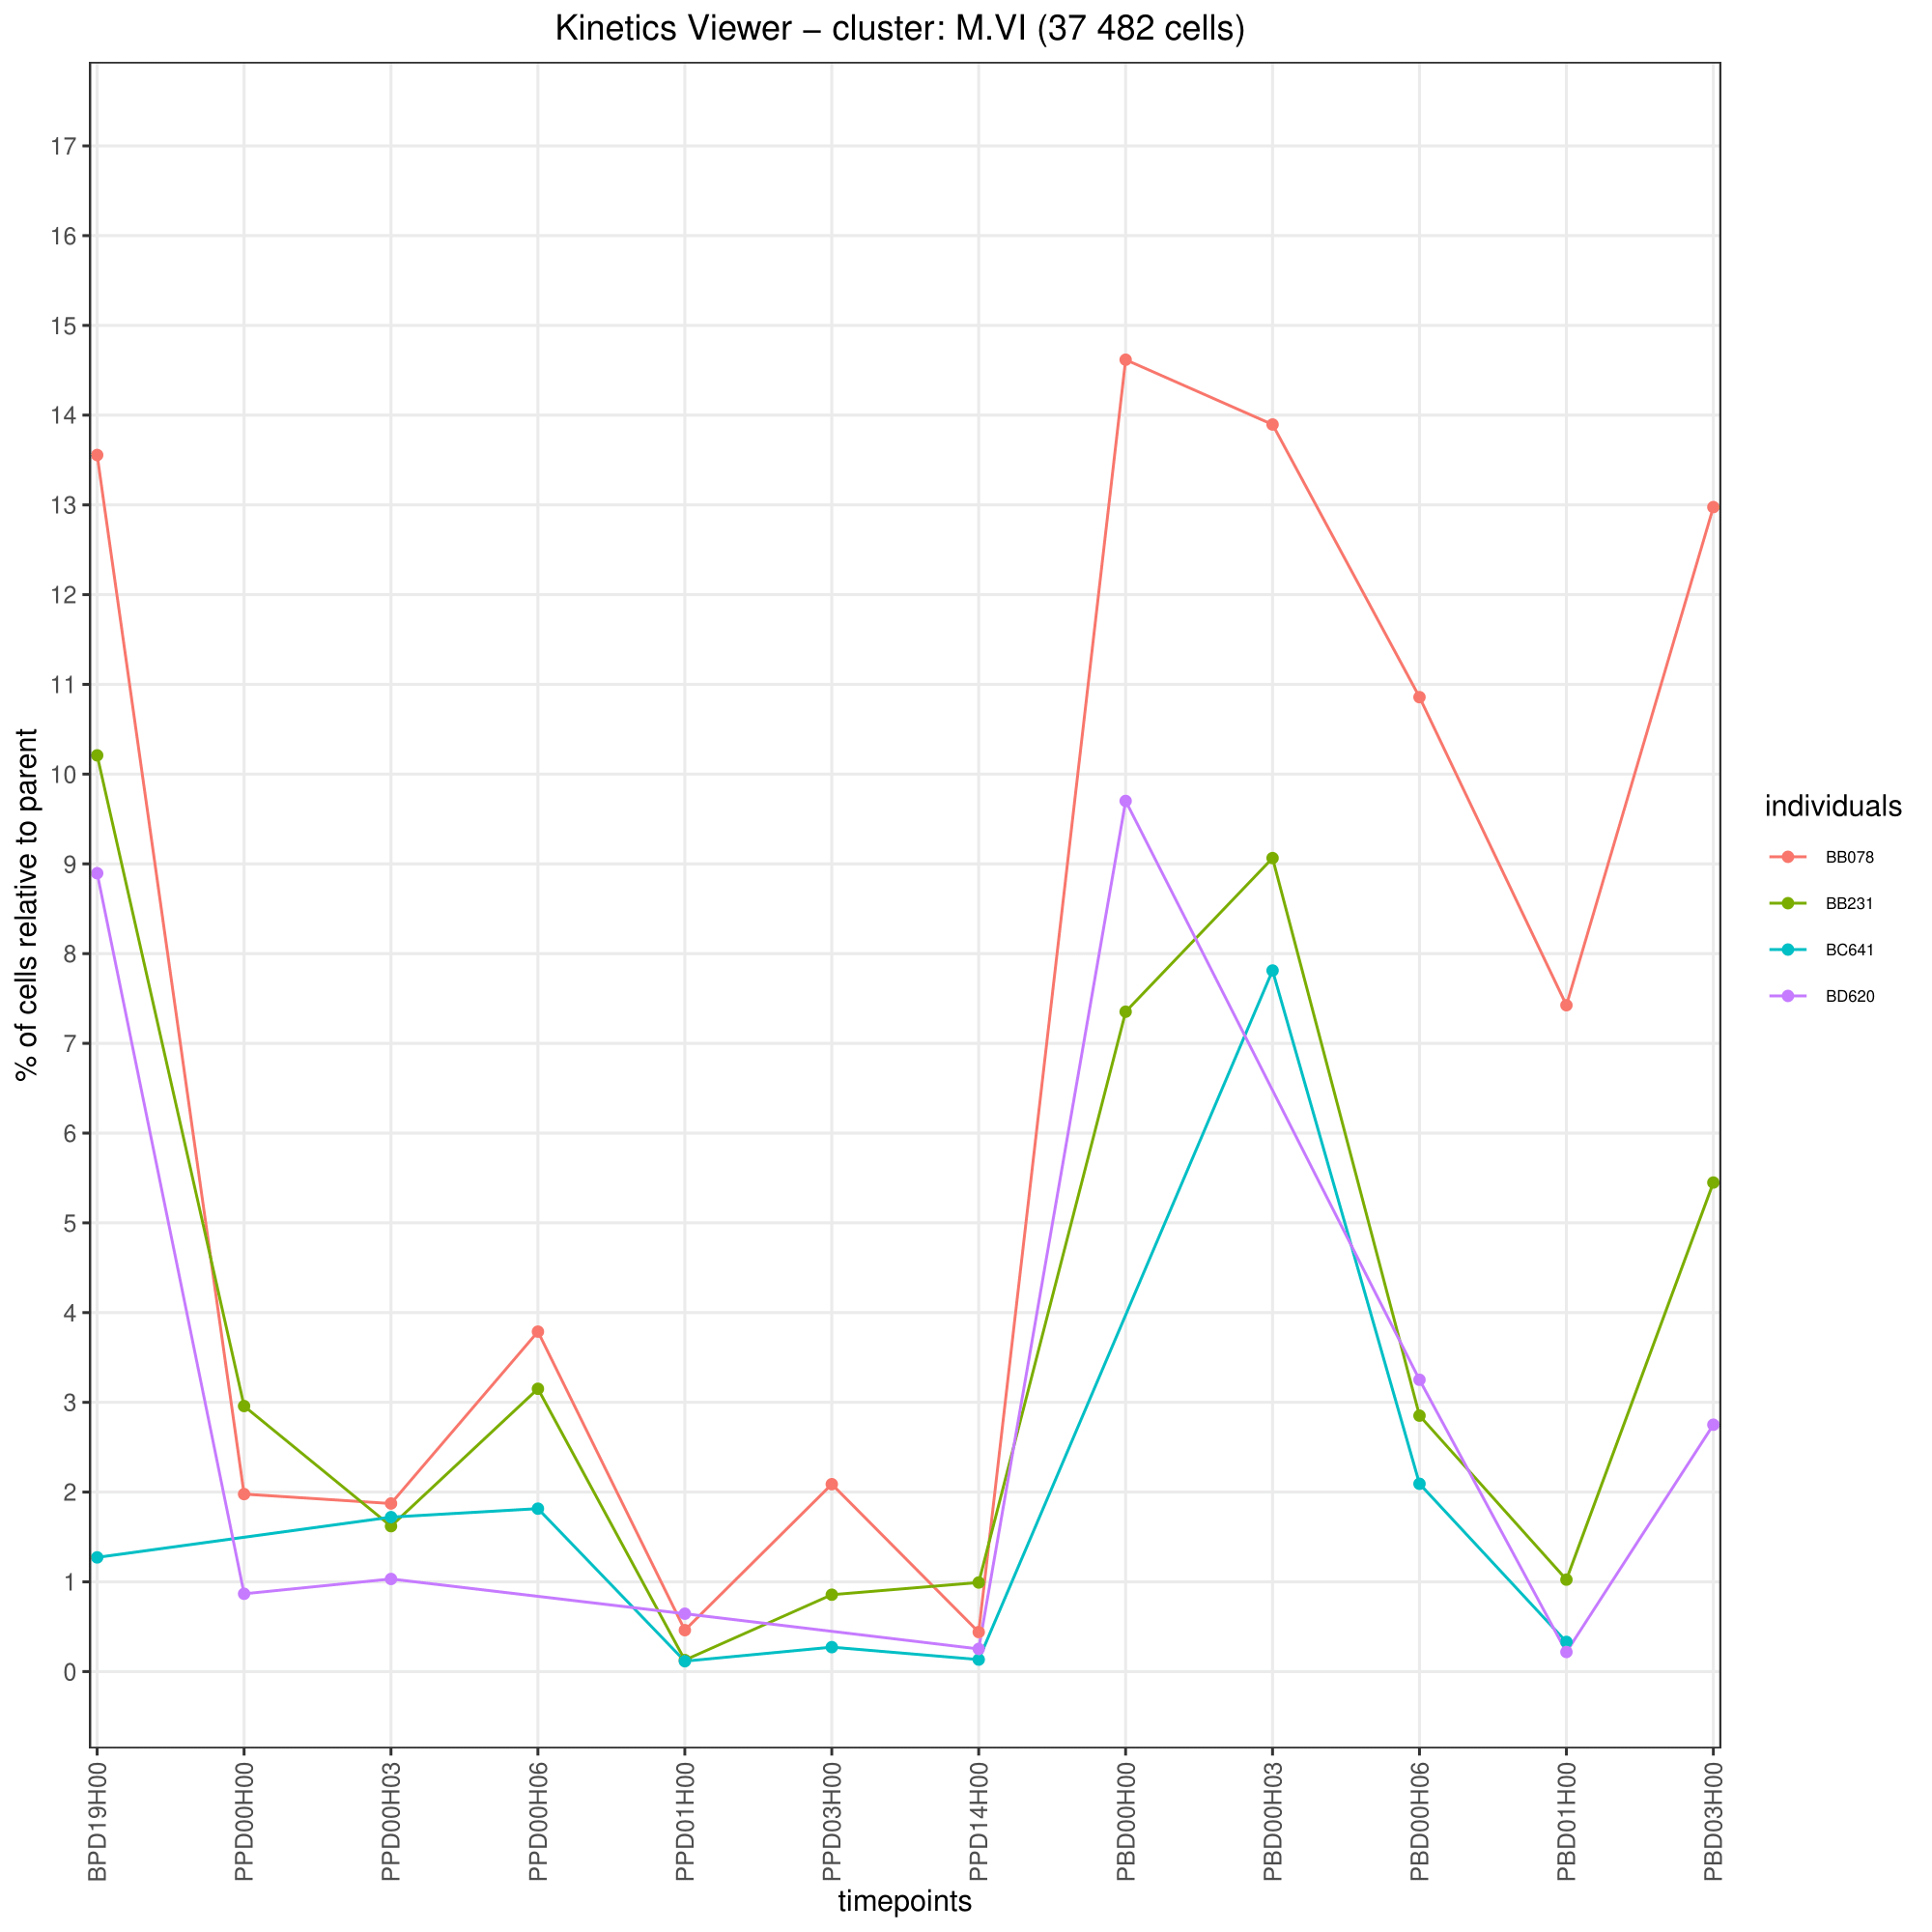 Kinetics Viewer – cluster: M.VI (37 482 cells)
% of cells relative to parent
17
16
15
14
13
12
11
10
9
8
7
6
5
4
3
2
1
0
BPD19H00
PPD00H00
PPD00H03
PPD00H06
PPD01H00
PPD03H00
PPD14H00
PBD00H00
PBD00H03
PBD00H06
PBD01H00
PBD03H00
timepoints
individuals
BB078
BB231
BC641
BD620